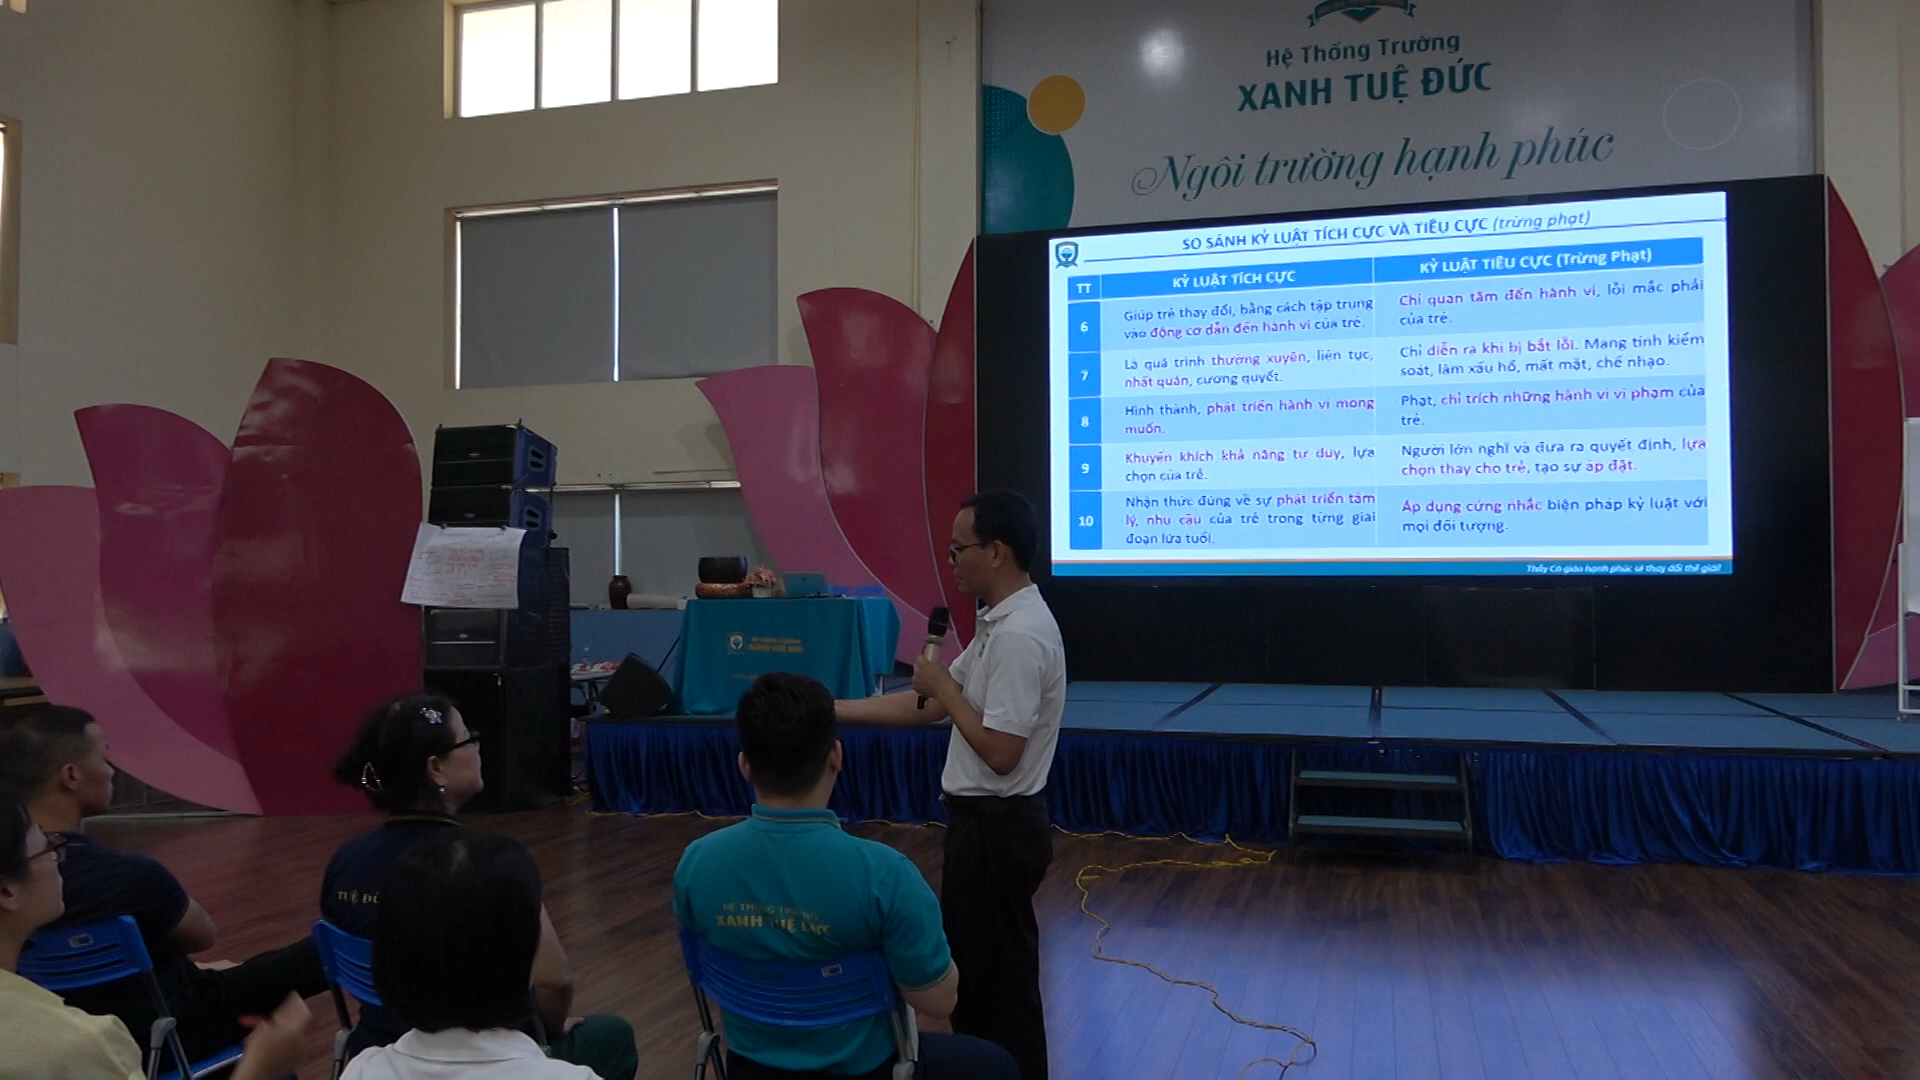 Hệ Thống Trường
XANH TUỆ ĐỨC
Ngôi trường hạnh phúc
SO SÁNH KỶ LUẬT TÍCH CỰC VÀ TIÊU CỰC (trừng phạt)
TT
KỶ LUẬT TÍCH CỰC
KỶ LUẬT TIÊU CỰC (Trừng Phạt)
6
Giúp trẻ thay đổi, bằng cách tập trung
vào động cơ dẫn đến hành vi của trẻ.
Chỉ quan tâm đến hành vi, lỗi mắc phải
của trẻ.
7
Là quá trình thường xuyên, liên tục,
nhất quán, cương quyết.
Chỉ diễn ra khi bị bắt lỗi. Mang tính kiểm
soát, làm xấu hổ, mất mặt, chế nhạo.
8
Hình thành, phát triển hành vi mong
muốn.
Phạt, chỉ trích những hành vi vi phạm của
trẻ.
9
Khuyến khích khả năng tư duy, lựa
chọn của trẻ.
Người lớn nghĩ và đưa ra quyết định, lựa
chọn thay cho trẻ, tạo sự áp đặt.
10
Nhận thức đúng về sự phát triển tâm
lý, nhu cầu của trẻ trong từng giai
đoạn lứa tuổi.
Áp dụng cứng nhắc biện pháp kỷ luật với
mọi đối tượng.
Thầy Cô giáo hạnh phúc sẽ thay đổi thế giới!
XANH TUỆ ĐỨC
TUỆ
HỆ THỐNG TRƯỜNG
XANH TUỆ ĐỨC